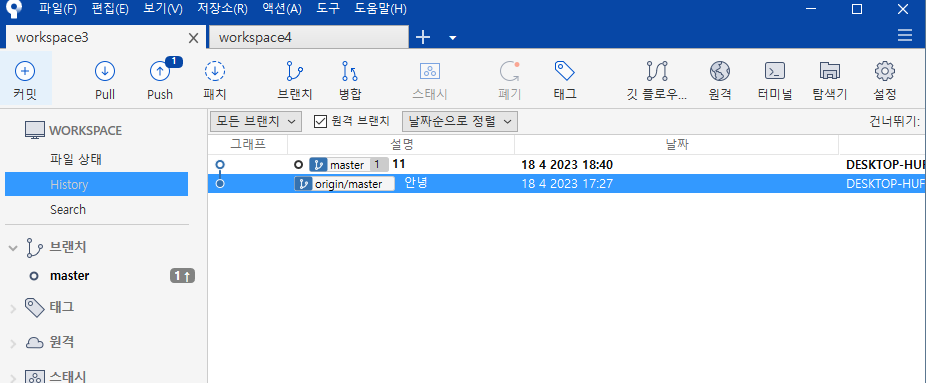 파일(F) 편집(E) 보기(V) 저장소(R) 액션(A) 도구 도움말(H)
workspace3 workspace4
1
커밋 Pull Push 패치 브랜치 병합 스태시 폐기 태그 깃 플로우... 원격 터미널 탐색기 설정
WORKSPACE
파일 상태
History
Search
브랜치
master 1↑
태그
원격
스태시
모든 브랜치 원격 브랜치 날짜순으로 정렬 건너뛰기:
그래프 설명 날짜
master 1 11 18 4 2023 18:40 DESKTOP-HUF
origin/master 안녕 18 4 2023 17:27 DESKTOP-HUF